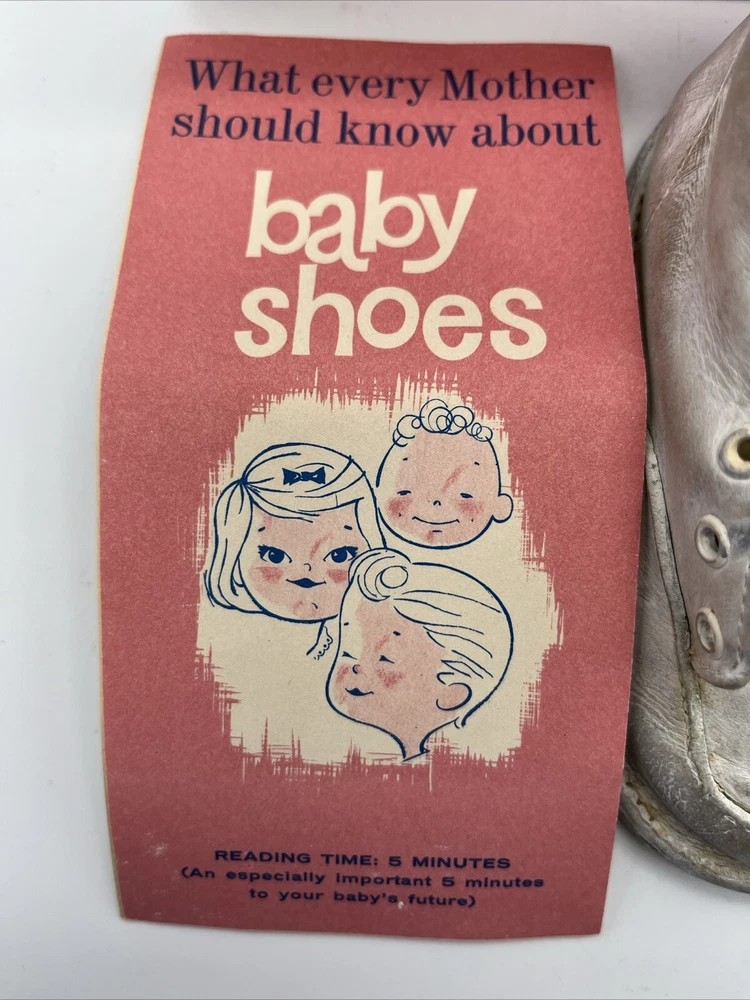 What every Mother
should know about
baby
shoes
READING TIME: 5 MINUTES
(An especially important 5 minutes
to your baby's future)